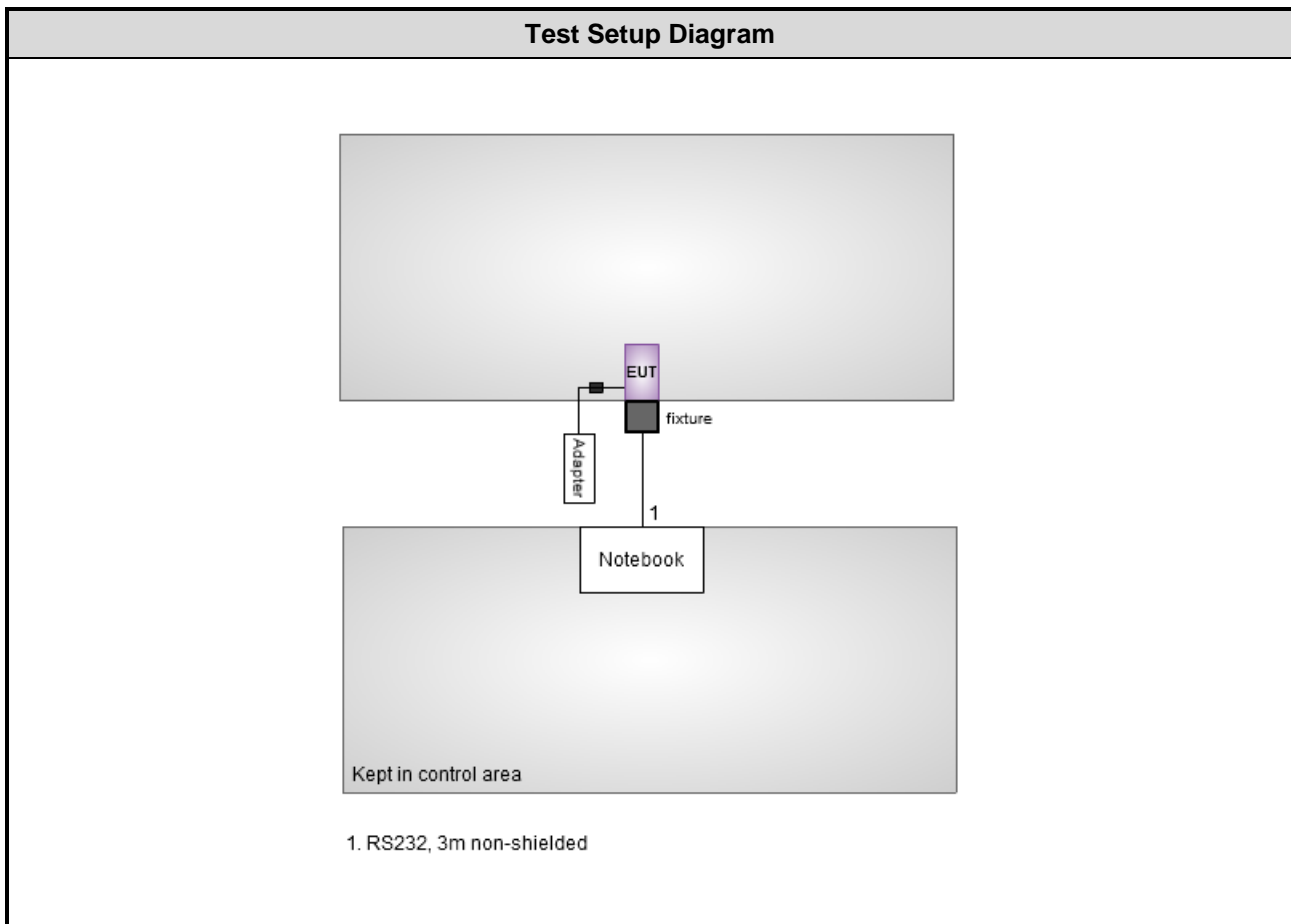 Test Setup Diagram
EUT
fixture
Adapter
1
Notebook
Kept in control area
1. RS232, 3m non-shielded